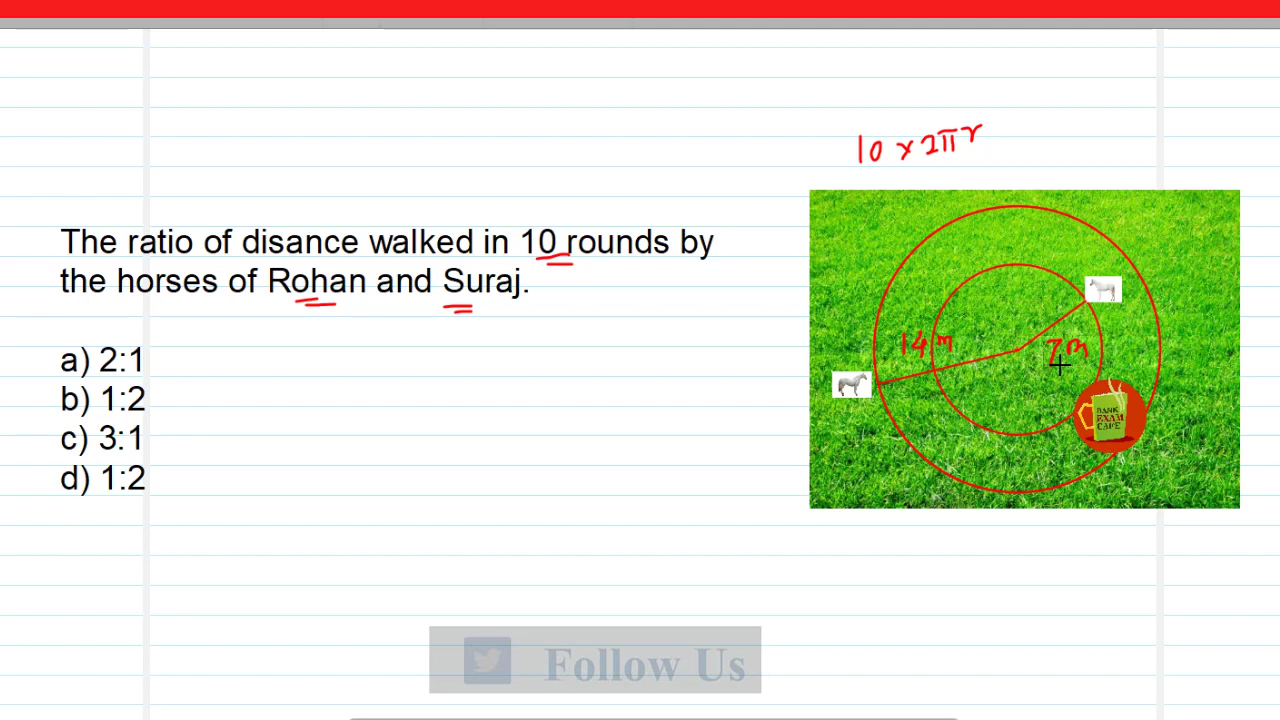 10 x 2πr
The ratio of disance walked in 10 rounds by
the horses of Rohan and Suraj.
a) 2:1
b) 1:2
c) 3:1
d) 1:2
14 m
7m
BANK
EXAM
CAFE
Follow Us